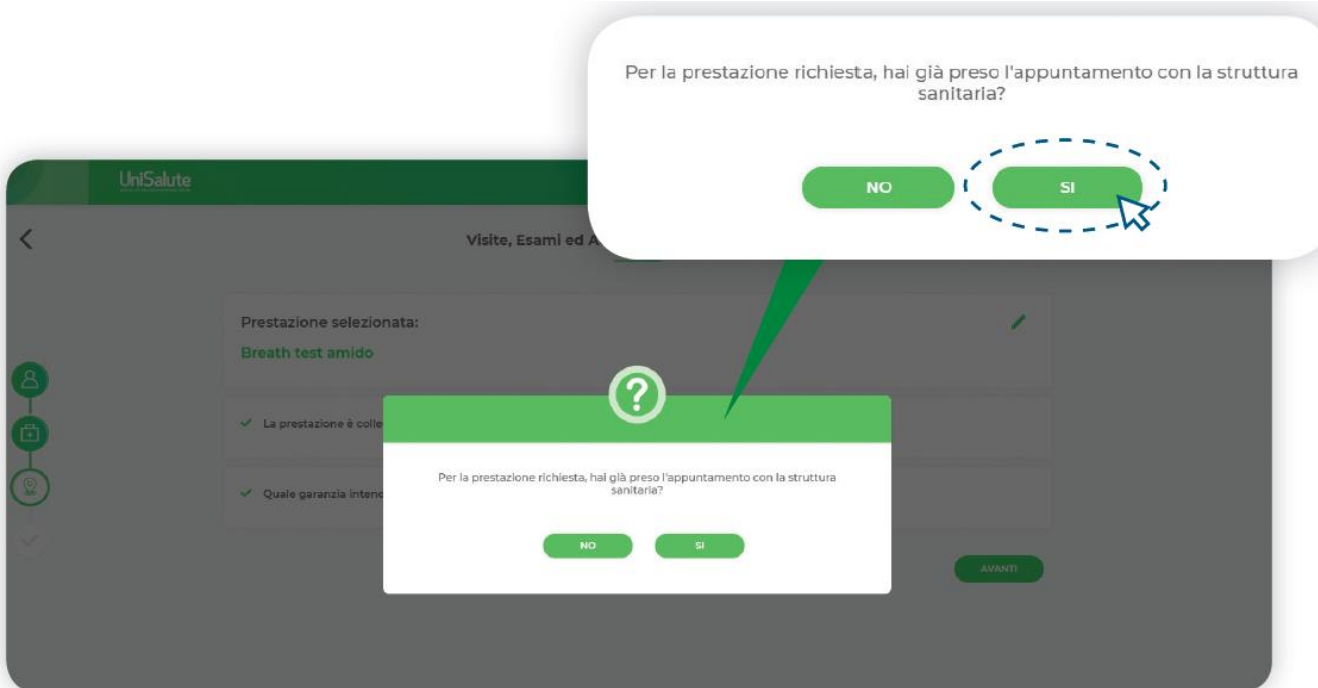 Per la prestazione richiesta, hai già preso l'appuntamento con la struttura
sanitaria?
NO
SI
UniSalute
Visite, Esami ed A
Prestazione selezionata:
Breath test amido
La prestazione è colle
Quale garanzia intend
Per la prestazione richiesta, hai già preso l'appuntamento con la struttura
sanitaria?
NO
SI
AVANTI